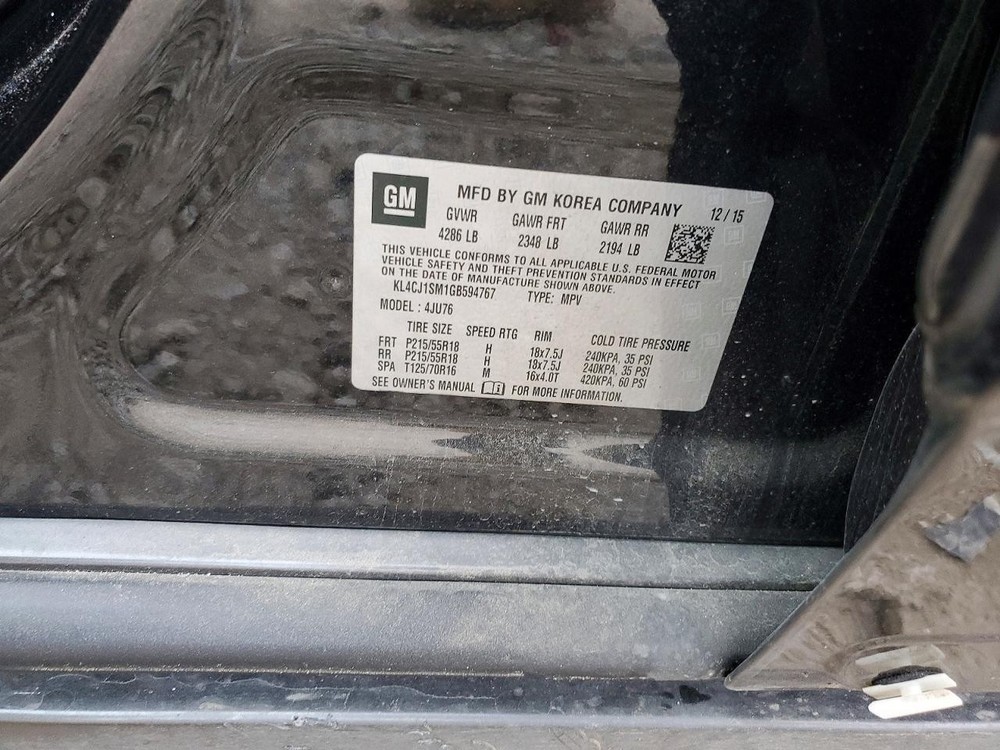 GM
MFD BY GM KOREA COMPANY 12/15
GVWR GAWR FRT GAWR RR
4286 LB 2348 LB 2194 LB
THIS VEHICLE CONFORMS TO ALL APPLICABLE U.S. FEDERAL MOTOR
VEHICLE SAFETY AND THEFT PREVENTION STANDARDS IN EFFECT
ON THE DATE OF MANUFACTURE SHOWN ABOVE.
KL4CJ1SM1GB594767 TYPE: MPV
MODEL : 4JU76
TIRE SIZE SPEED RTG RIM COLD TIRE PRESSURE
FRT P215/55R18 H 18x7.5J 240KPA, 35 PSI
RR P215/55R18 H 18x7.5J 240KPA, 35 PSI
SPA T125/70R16 M 16x4.0T 420KPA, 60 PSI
SEE OWNER'S MANUAL FOR MORE INFORMATION.